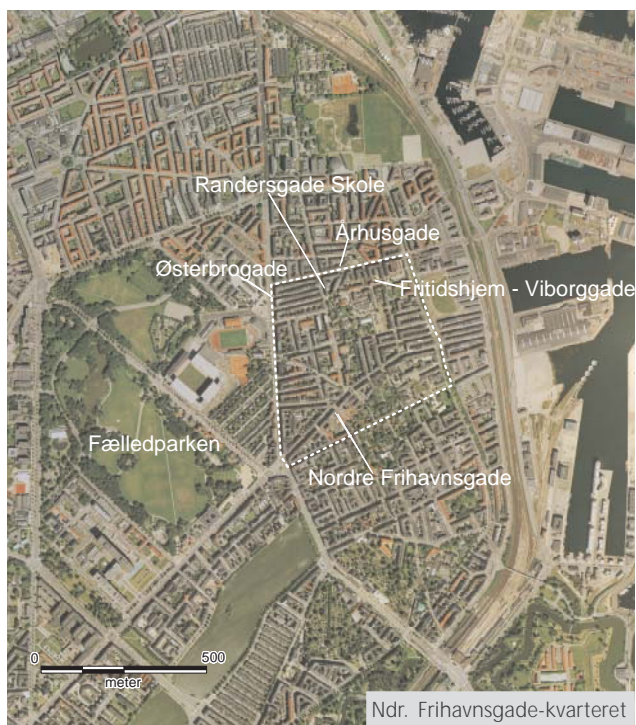 Randersgade Skole
Århusgade
Østerbrogade
Fritidshjem - Viborggade
Fælledparken
Nordre Frihavnsgade
0 500
meter
Ndr. Frihavnsgade-kvarteret